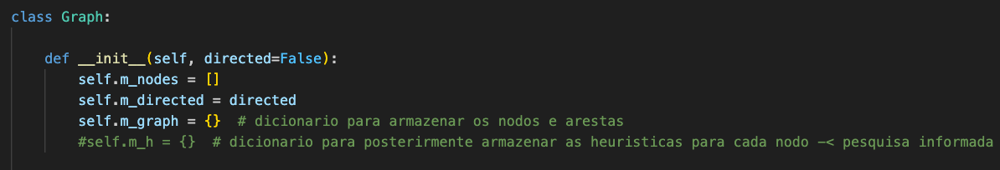 class Graph:
def __init__(self, directed=False):
self.m_nodes = []
self.m_directed = directed
self.m_graph = {}  # dicionario para armazenar os nodos e arestas
#self.m_h = {}  # dicionario para posterirmente armazenar as heuristicas para cada nodo -< pesquisa informada